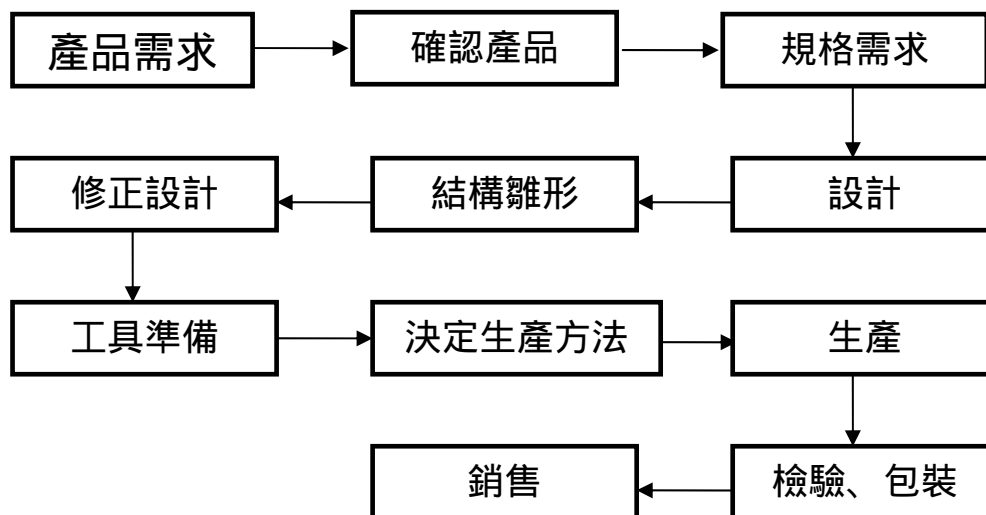 產品需求
確認產品
規格需求
設計
結構雛形
修正設計
工具準備
決定生產方法
生產
檢驗、包裝
銷售